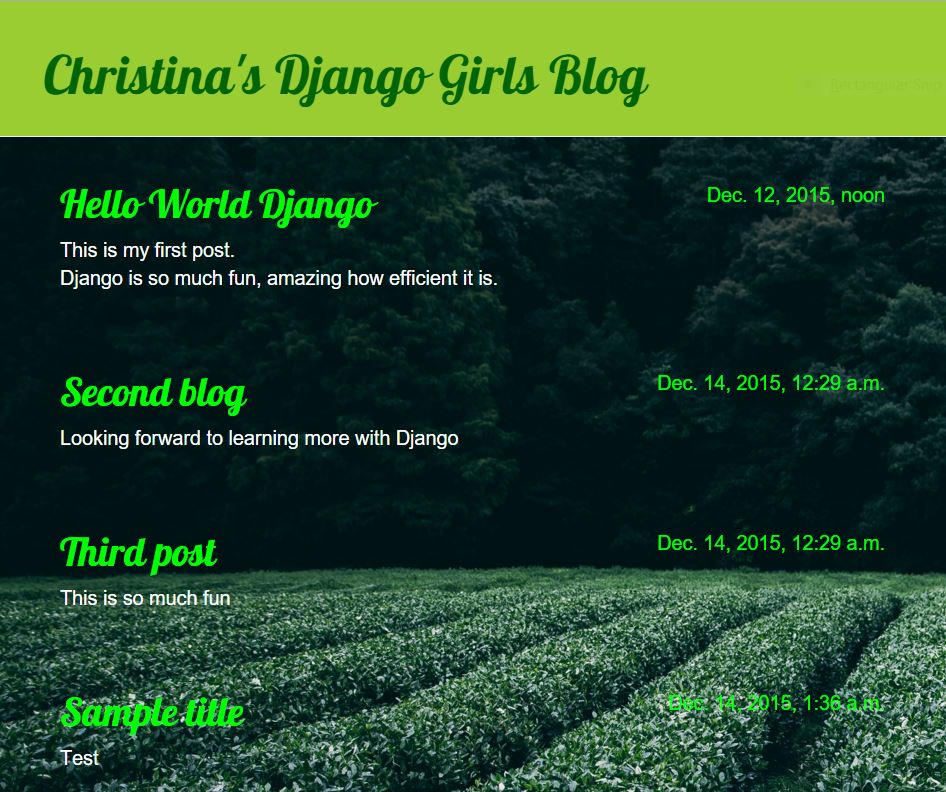 Christina's Django Girls Blog
Rectangular Snip
Hello World Django
Dec. 12, 2015, noon
This is my first post.
Django is so much fun, amazing how efficient it is.
Second blog
Dec. 14, 2015, 12:29 a.m.
Looking forward to learning more with Django
Third post
Dec. 14, 2015, 12:29 a.m.
This is so much fun
Sample title
Dec. 14, 2015, 1:36 a.m.
Test